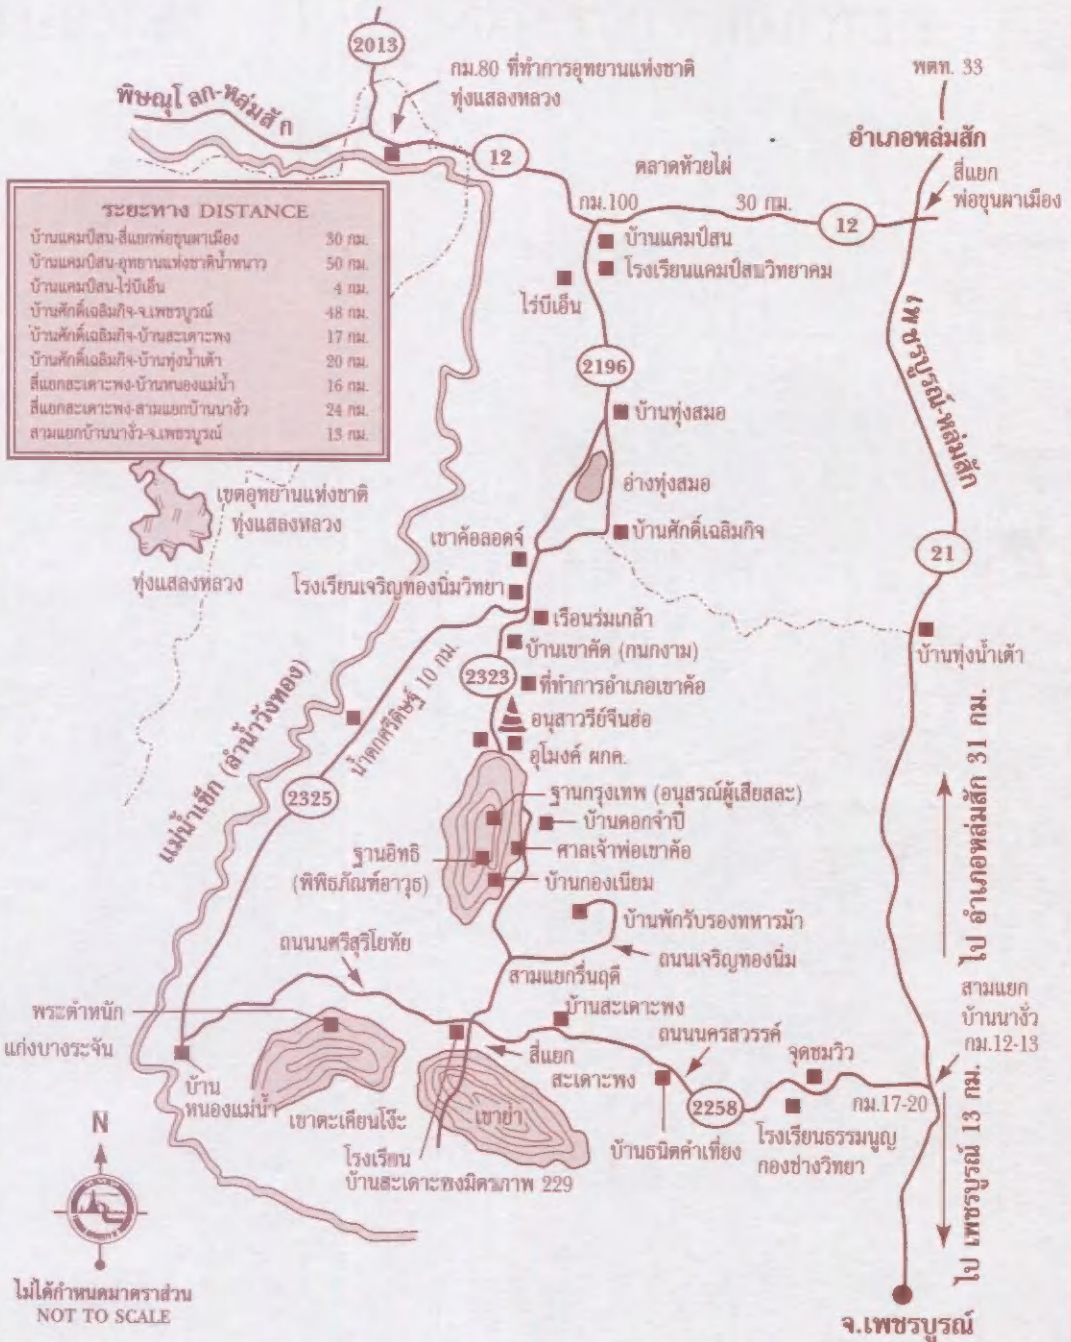 2013
กม.80 ที่ทำการอุทยานแห่งชาติ
ทุ่งแสลงหลวง
พตท. 33
พิษณุโลก-หล่มสัก
อำเภอหล่มสัก
12
ตลาดห้วยไผ่
สี่แยก
พ่อขุนผาเมือง
กม.100
30 กม.
12
ระยะทาง DISTANCE
บ้านแคมป์สน-สี่แยกพ่อขุนผาเมือง 30 กม.
บ้านแคมป์สน-อุทยานแห่งชาติน้ำหนาว 50 กม.
บ้านแคมป์สน-ไร่บีเอ็น 4 กม.
บ้านศักดิ์เฉลิมกิจ-จ.เพชรบูรณ์ 48 กม.
บ้านศักดิ์เฉลิมกิจ-บ้านสะเดาะพง 17 กม.
บ้านศักดิ์เฉลิมกิจ-บ้านทุ่งน้ำเต้า 20 กม.
สี่แยกสะเดาะพง-บ้านหนองแม่น้ำ 16 กม.
สี่แยกสะเดาะพง-สามแยกบ้านนางั่ว 24 กม.
สามแยกบ้านนางั่ว-จ.เพชรบูรณ์ 13 กม.
บ้านแคมป์สน
โรงเรียนแคมป์สนวิทยาคม
ไร่บีเอ็น
เพชรบูรณ์-หล่มสัก
2196
บ้านทุ่งสมอ
อ่างทุ่งสมอ
เขตอุทยานแห่งชาติ
ทุ่งแสลงหลวง
ทุ่งแสลงหลวง
บ้านศักดิ์เฉลิมกิจ
เขาค้อลอดจ์
21
โรงเรียนเจริญทองนิ่มวิทยา
เรือนร่มเกล้า
บ้านทุ่งน้ำเต้า
บ้านเขาคัด (กนกงาม)
2323
ที่ทำการอำเภอเขาค้อ
น้ำตกศรีดิษฐ์ 10 กม.
แม่น้ำเข็ก (ลำน้ำวังทอง)
อนุสาวรีย์จีนฮ่อ
อุโมงค์ ผกค.
2325
ไป อำเภอหล่มสัก 31 กม.
ฐานกรุงเทพ (อนุสรณ์ผู้เสียสละ)
บ้านดอกจำปี
ศาลเจ้าพ่อเขาค้อ
ฐานอิทธิ
(พิพิธภัณฑ์อาวุธ)
บ้านกองเนียม
บ้านพักรับรองทหารม้า
ถนนเจริญทองนิ่ม
ถนนนศรีสุริโยทัย
สามแยกรื่นฤดี
สามแยก
บ้านนางั่ว
กม.12-13
พระตำหนัก
แก่งบางระจัน
บ้านสะเดาะพง
ถนนนครสวรรค์
จุดชมวิว
สี่แยก
สะเดาะพง
บ้าน
หนองแม่น้ำ
เขาตะเคียนโง๊ะ
เขาย่า
2258
กม.17-20
บ้านธนิตคำเที่ยง
โรงเรียนธรรมนูญ
กองช่างวิทยา
โรงเรียน
บ้านสะเดาะพงมิตรภาพ 229
ไป เพชรบูรณ์ 13 กม.
N
ไม่ได้กำหนดมาตราส่วน
NOT TO SCALE
จ.เพชรบูรณ์